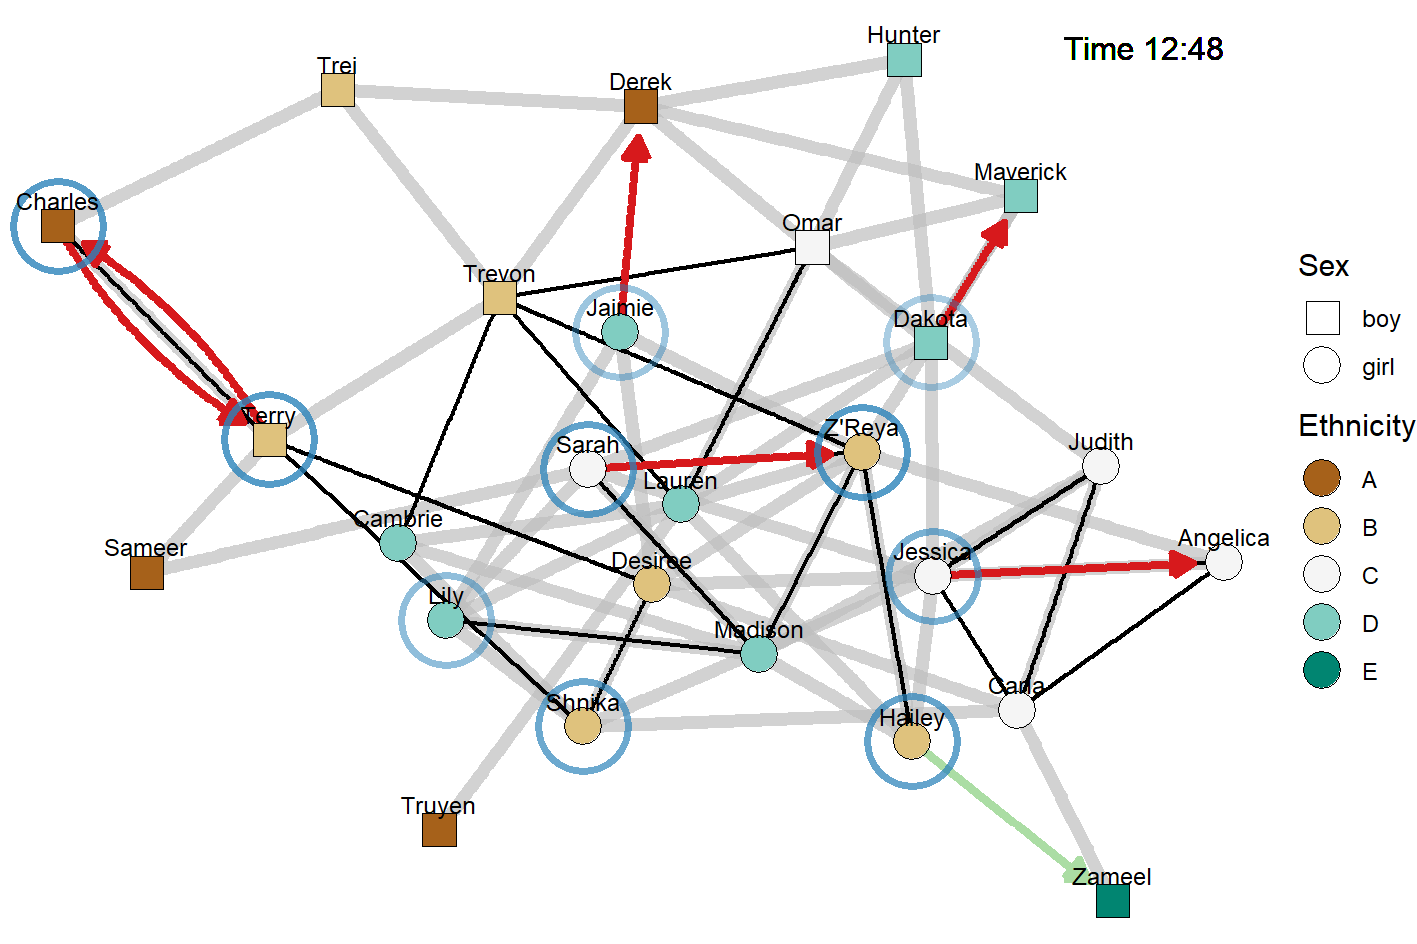 Hunter
Time 12:48
Trei
Derek
Maverick
Charles
Omar
Trevon
Jaimie
Dakota
Sex
boy
girl
Terry
Sarah
Z'Reya
Judith
Ethnicity
Lauren
A
Cambrie
B
Sameer
Desiree
Jessica
Angelica
C
Lily
Madison
D
Shnika
Hailey
Carla
E
Truyen
Zameel